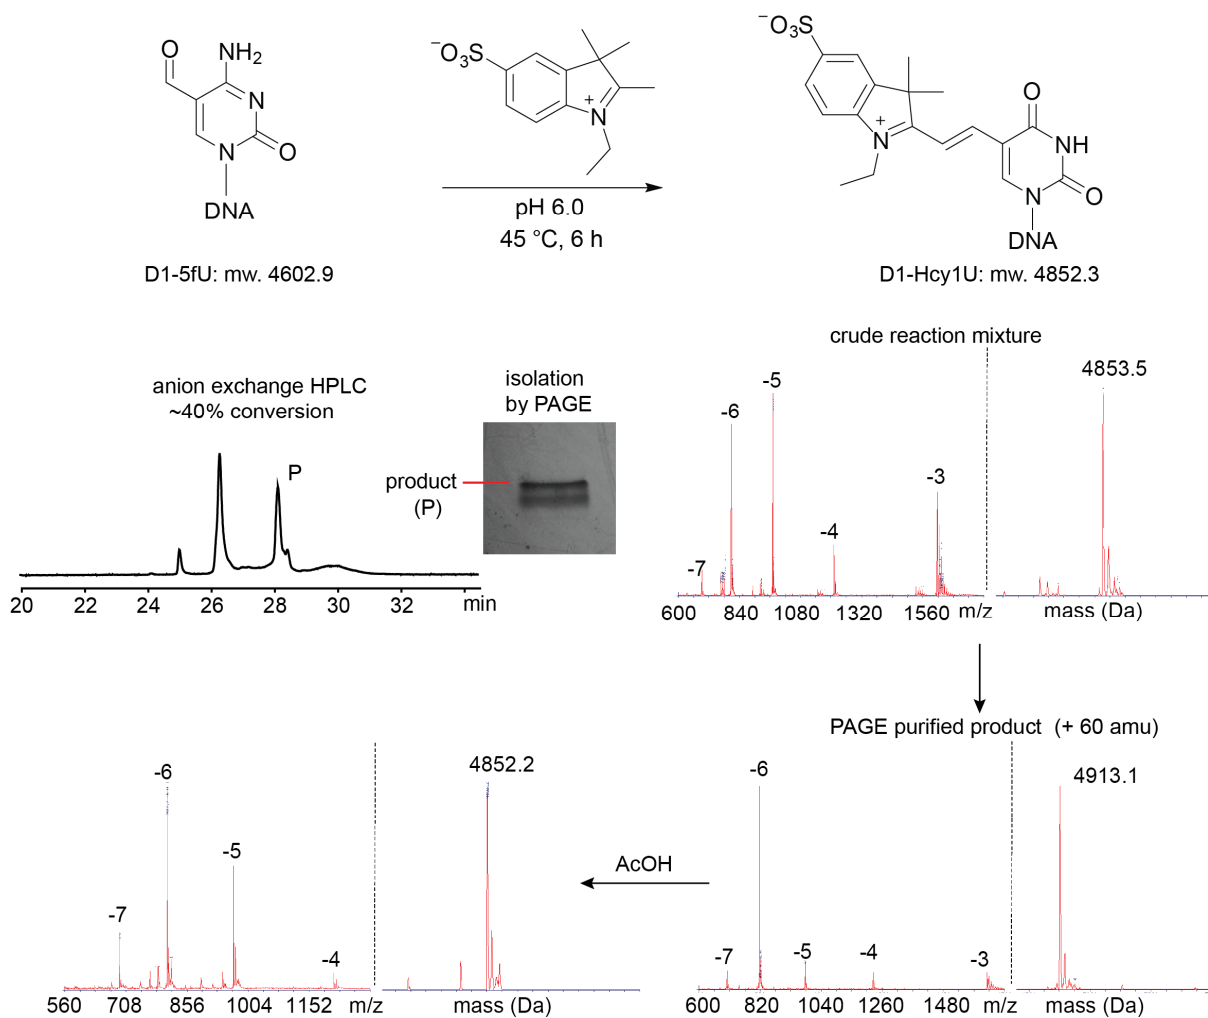 O
NH2
N
O
N
DNA
D1-5fU: mw. 4602.9
−O3S
+
N
pH 6.0
45 °C, 6 h
−O3S
+
N
O
NH
N
O
DNA
D1-Hcy1U: mw. 4852.3
anion exchange HPLC
~40% conversion
P
20 22 24 26 28 30 32 min
isolation
by PAGE
product
(P)
crude reaction mixture
-7
-6
-5
-4
-3
4853.5
600 840 1080 1320 1560 m/z
mass (Da)
PAGE purified product (+ 60 amu)
-7
-6
-5
-4
-3
4913.1
600 820 1040 1260 1480 m/z
mass (Da)
AcOH
-7
-6
-5
-4
4852.2
560 708 856 1004 1152 m/z
mass (Da)